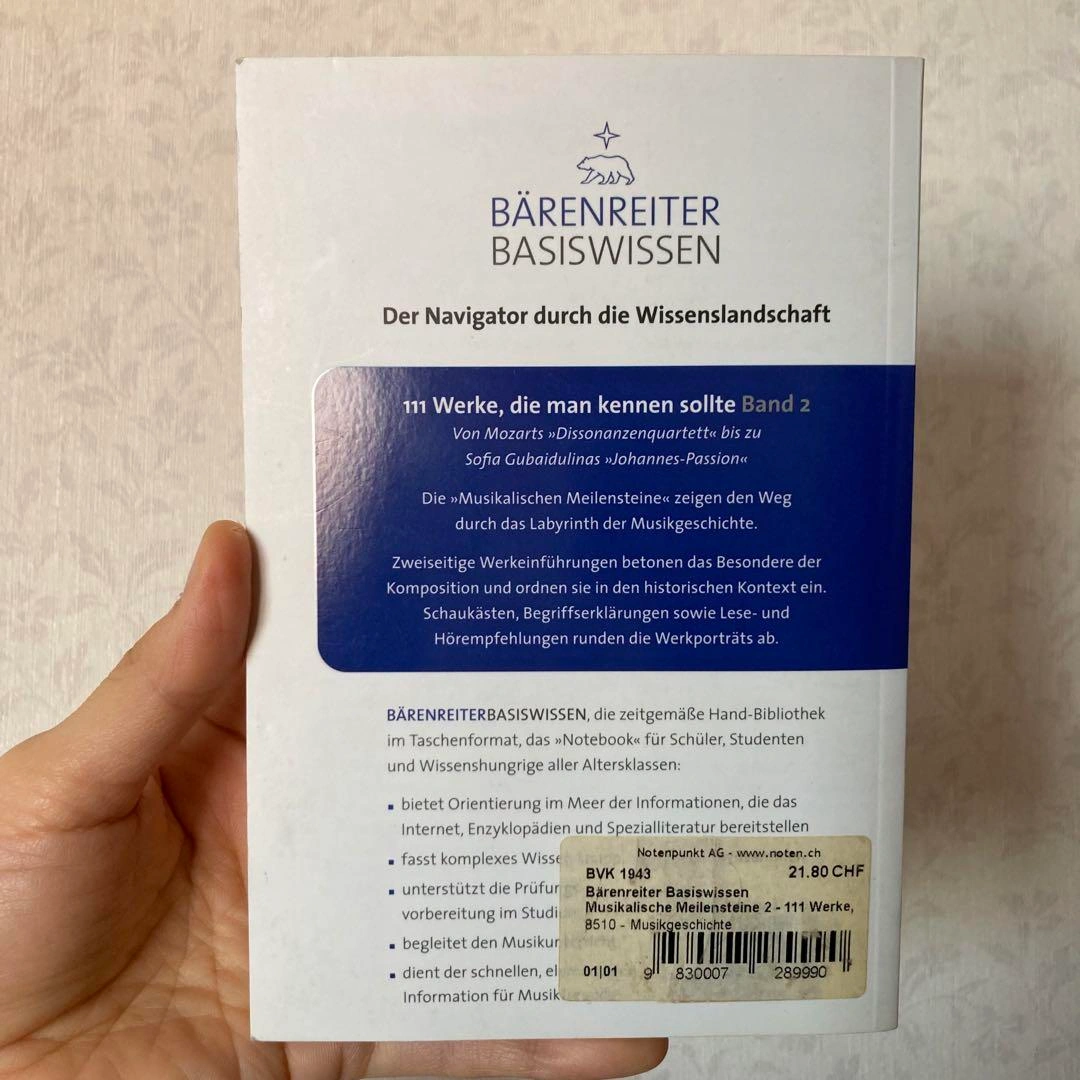 BÄRENREITER
BASISWISSEN
Der Navigator durch die Wissenslandschaft
111 Werke, die man kennen sollte Band 2
Von Mozarts »Dissonanzenquartett« bis zu
Sofia Gubaidulinas »Johannes-Passion«
Die »Musikalischen Meilensteine« zeigen den Weg
durch das Labyrinth der Musikgeschichte.
Zweiseitige Werkeinführungen betonen das Besondere der
Komposition und ordnen sie in den historischen Kontext ein.
Schaukästen, Begriffserklärungen sowie Lese- und
Hörempfehlungen runden die Werkporträts ab.
BÄRENREITERBASISWISSEN, die zeitgemäße Hand-Bibliothek
im Taschenformat, das »Notebook« für Schüler, Studenten
und Wissenshungrige aller Altersklassen:
▪ bietet Orientierung im Meer der Informationen, die das
Internet, Enzyklopädien und Spezialliteratur bereitstellen
▪ fasst komplexes
▪ unterstützt die
vorbereitung im
▪ begleitet den
▪ dient der schnellen,
Information für
Notenpunkt AG - www.noten.ch
BVK 1943 21.80 CHF
Bärenreiter Basiswissen
Musikalische Meilensteine 2 - 111 Werke,
8510 - Musikgeschichte
01|01 9 830007 289990